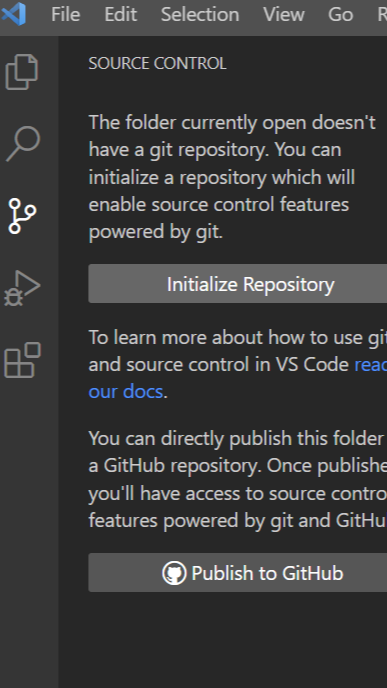 File Edit Selection View Go
SOURCE CONTROL
The folder currently open doesn't
have a git repository. You can
initialize a repository which will
enable source control features
powered by git.
Initialize Repository
To learn more about how to use git
and source control in VS Code read
our docs.
You can directly publish this folder
a GitHub repository. Once publishe
you'll have access to source contro
features powered by git and GitHu
Publish to GitHub